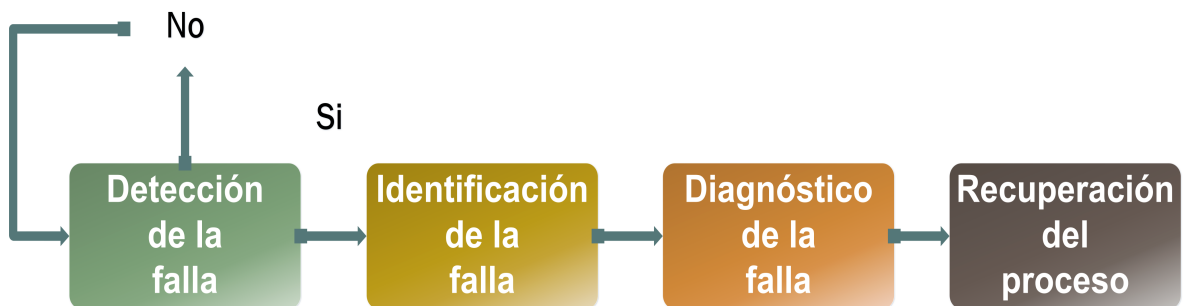 No
Si
Detección
de la
falla
Identificación
de la
falla
Diagnóstico
de la
falla
Recuperación
del
proceso